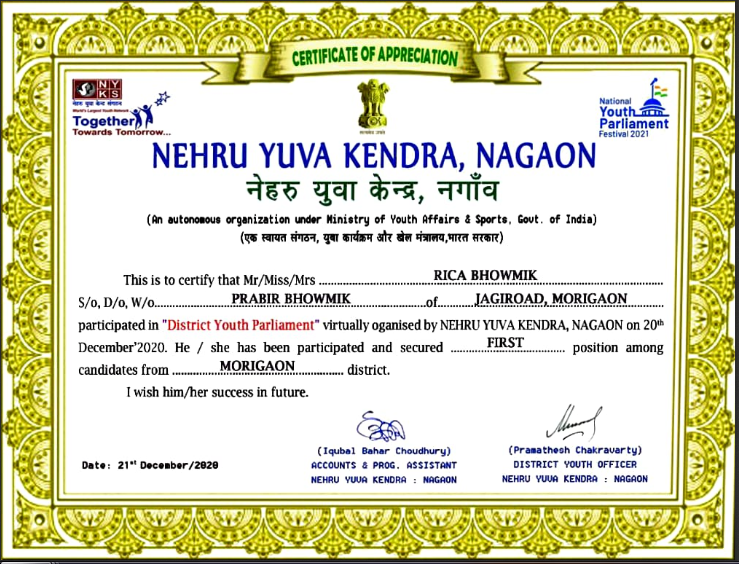 CERTIFICATE OF APPRECIATION
NYKS
नेहरु युवा केन्द्र संगठन
World's Largest Youth Network
Together
Towards Tomorrow...
सत्यमेव जयते
National
Youth
Parliament
Festival 2021
NEHRU YUVA KENDRA, NAGAON
नेहरु युवा केन्द्र, नगाँव
(An autonomous organization under Ministry of Youth Affairs & Sports, Govt. of India)
(एक स्वायत संगठन, युबा कार्यक्रम और खेल मंत्रालय,भारत सरकार)
This is to certify that Mr/Miss/Mrs RICA BHOWMIK
S/o, D/o, W/o PRABIR BHOWMIK of JAGIROAD, MORIGAON
participated in "District Youth Parliament" virtually oganised by NEHRU YUVA KENDRA, NAGAON on 20th
December'2020. He / she has been participated and secured FIRST position among
candidates from MORIGAON district.
I wish him/her success in future.
(Iqubal Bahar Choudhury)
ACCOUNTS & PROG. ASSISTANT
NEHRU YUVA KENDRA : NAGAON
(Pramathesh Chakravarty)
DISTRICT YOUTH OFFICER
NEHRU YUVA KENDRA : NAGAON
Date: 21st December/2020